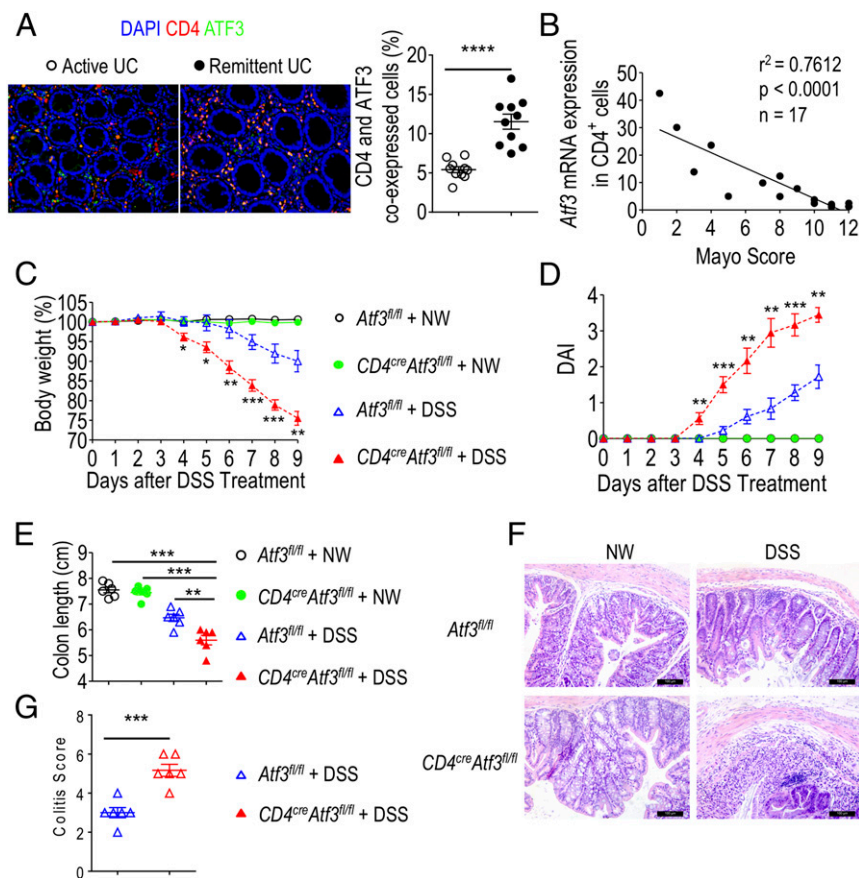 A
DAPI CD4 ATF3
Active UC
Remittent UC
CD4 and ATF3
co-exepressed cells (%)
20
15
10
5
0
****
B
Atf3 mRNA expression
in CD4+ cells
50
40
30
20
10
0
r2 = 0.7612
p < 0.0001
n = 17
0 2 4 6 8 10 12
Mayo Score
C
Body weight (%)
105
100
95
90
85
80
75
70
* * ** *** *** **
0 1 2 3 4 5 6 7 8 9
Days after DSS Treatment
Atf3fl/fl + NW
CD4creAtf3fl/fl + NW
Atf3fl/fl + DSS
CD4creAtf3fl/fl + DSS
D
DAI
4
3
2
1
0
** *** ** ** *** **
0 1 2 3 4 5 6 7 8 9
Days after DSS Treatment
E
Colon length (cm)
9
8
7
6
5
4
***
***
**
Atf3fl/fl + NW
CD4creAtf3fl/fl + NW
Atf3fl/fl + DSS
CD4creAtf3fl/fl + DSS
F
NW
DSS
Atf3fl/fl
CD4creAtf3fl/fl
G
Colitis Score
8
6
4
2
0
***
Atf3fl/fl + DSS
CD4creAtf3fl/fl + DSS